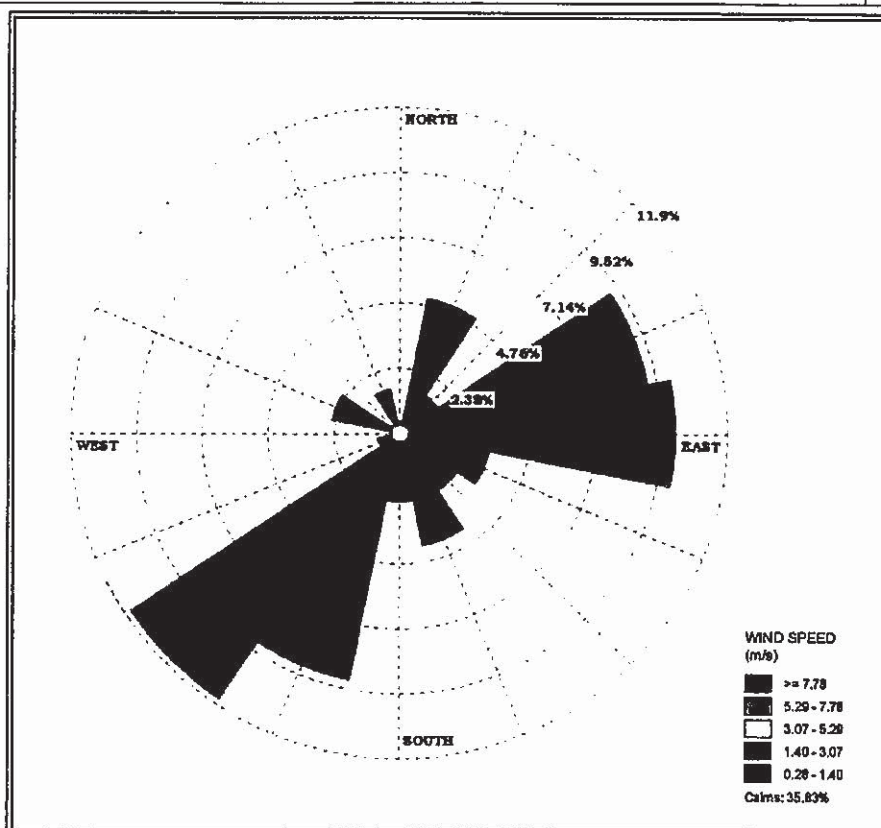 NORTH
11.9%
9.52%
7.14%
4.76%
2.38%
WEST
EAST
SOUTH
WIND SPEED
(m/s)
>= 7.78
5.29 - 7.78
3.07 - 5.29
1.40 - 3.07
0.28 - 1.40
Calms: 35.83%